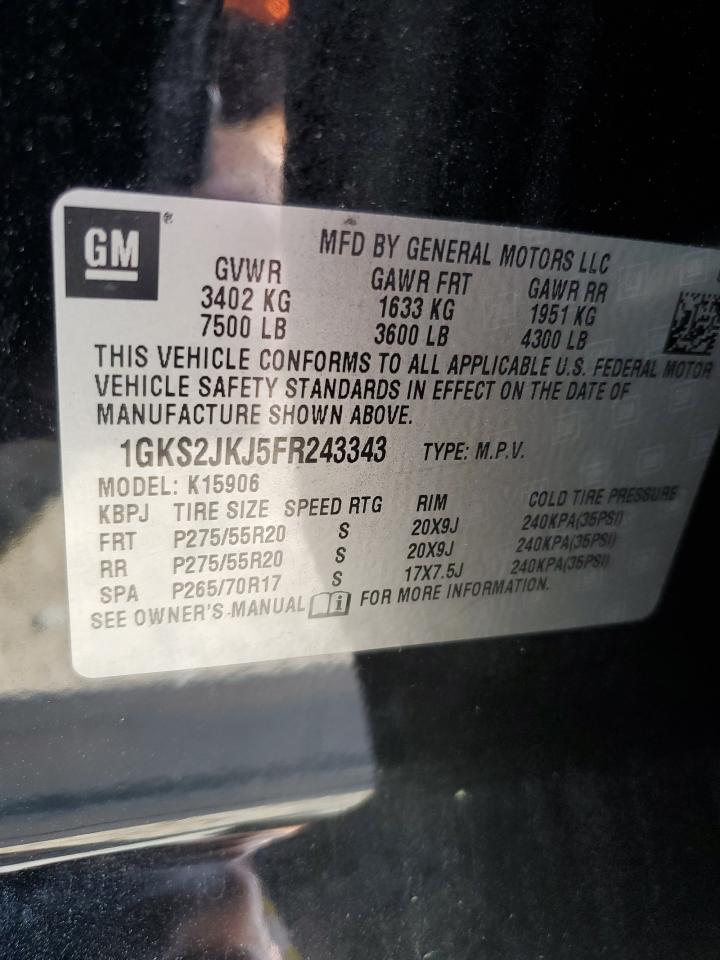 GM ®
MFD BY GENERAL MOTORS LLC
GVWR GAWR FRT GAWR RR
3402 KG 1633 KG 1951 KG
7500 LB 3600 LB 4300 LB
THIS VEHICLE CONFORMS TO ALL APPLICABLE U.S. FEDERAL MOTOR
VEHICLE SAFETY STANDARDS IN EFFECT ON THE DATE OF
MANUFACTURE SHOWN ABOVE.
1GKS2JKJ5FR243343 TYPE: M.P.V.
MODEL: K15906
KBPJ TIRE SIZE SPEED RTG RIM COLD TIRE PRESSURE
FRT P275/55R20 S 20X9J 240KPA(35PSI)
RR P275/55R20 S 20X9J 240KPA(35PSI)
SPA P265/70R17 S 17X7.5J 240KPA(35PSI)
SEE OWNER'S MANUAL i FOR MORE INFORMATION.